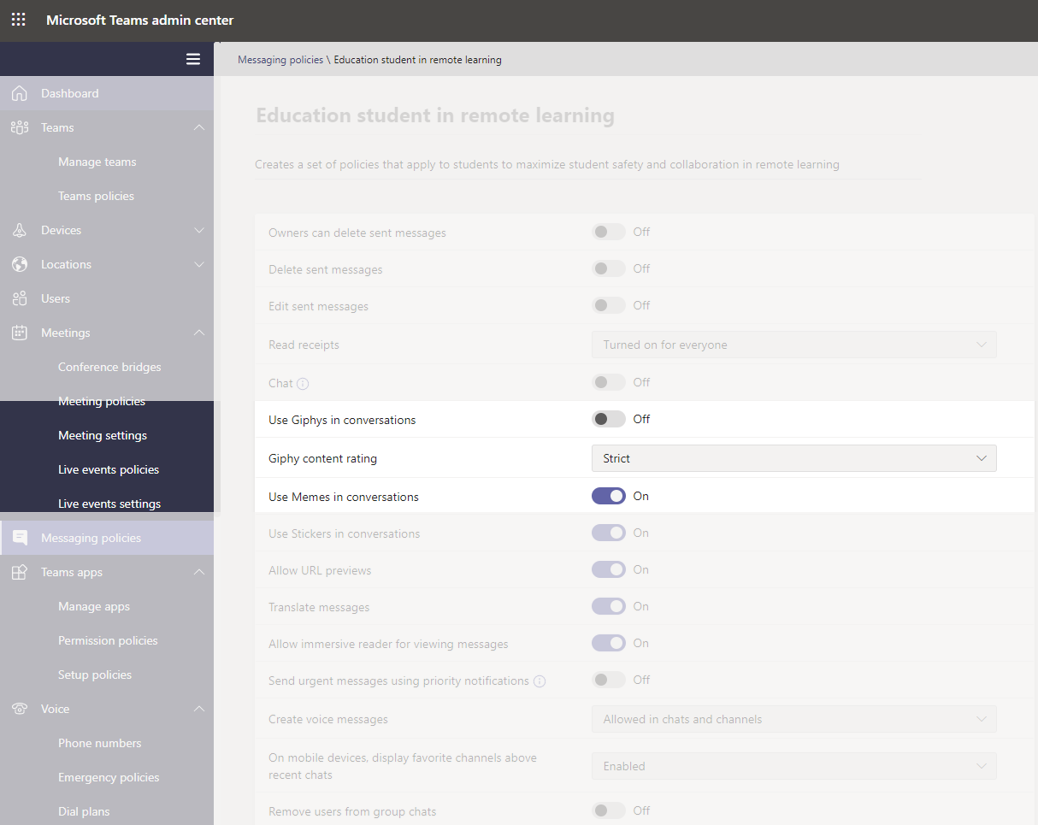 Microsoft Teams admin center
Messaging policies \ Education student in remote learning
Dashboard
Teams
Manage teams
Teams policies
Devices
Locations
Users
Meetings
Conference bridges
Meeting policies
Meeting settings
Live events policies
Live events settings
Messaging policies
Teams apps
Manage apps
Permission policies
Setup policies
Voice
Phone numbers
Emergency policies
Dial plans
Education student in remote learning
Creates a set of policies that apply to students to maximize student safety and collaboration in remote learning
Owners can delete sent messages Off
Delete sent messages Off
Edit sent messages Off
Read receipts Turned on for everyone
Chat Off
Use Giphys in conversations Off
Giphy content rating Strict
Use Memes in conversations On
Use Stickers in conversations On
Allow URL previews On
Translate messages On
Allow immersive reader for viewing messages On
Send urgent messages using priority notifications Off
Create voice messages Allowed in chats and channels
On mobile devices, display favorite channels above
recent chats Enabled
Remove users from group chats Off